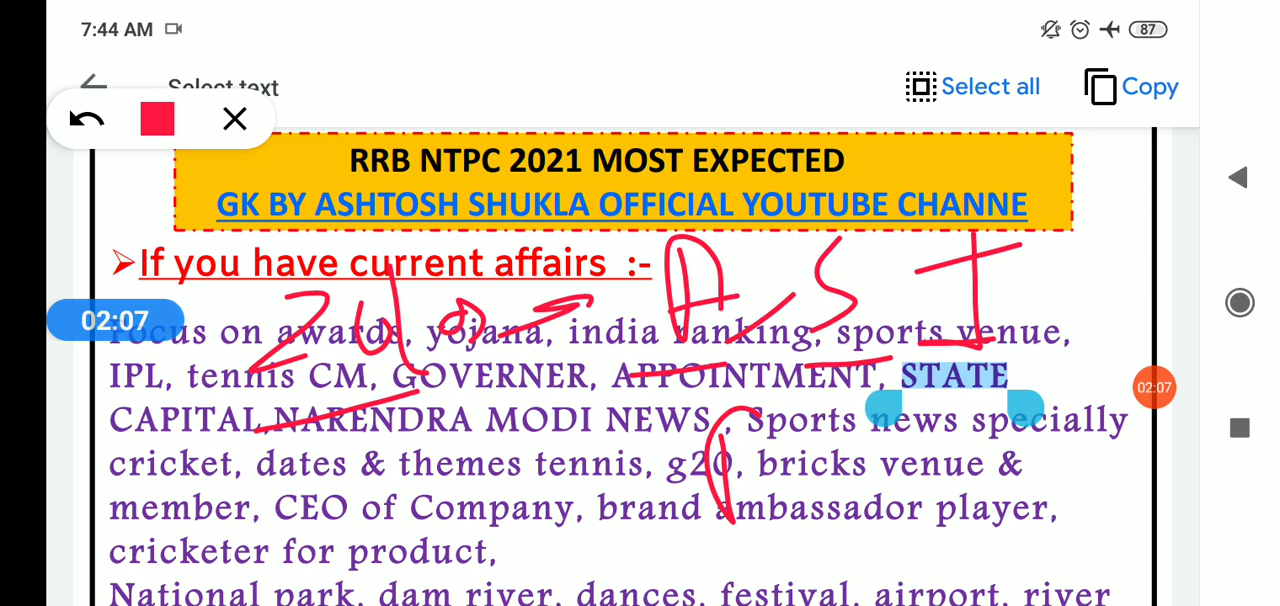 7:44 AM
87
Select text
Select all
Copy
RRB NTPC 2021 MOST EXPECTED
GK BY ASHTOSH SHUKLA OFFICIAL YOUTUBE CHANNE
➢If you have current affairs :-
02:07
Focus on awards, yojana, india ranking, sports venue,
IPL, tennis CM, GOVERNER, APPOINTMENT, STATE
02:07
CAPITAL,NARENDRA MODI NEWS , Sports news specially
cricket, dates & themes tennis, g20, bricks venue &
member, CEO of Company, brand ambassador player,
cricketer for product,
National park, dam river, dances, festival, airport, river